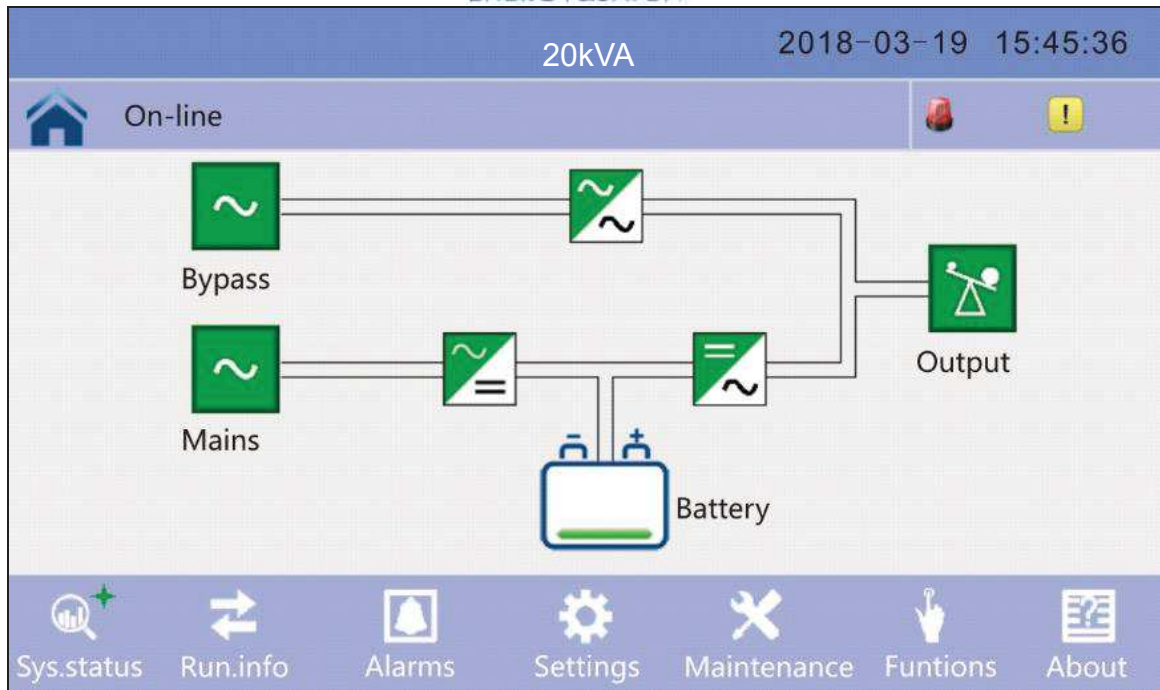 20kVA
2018-03-19 15:45:36
On-line
!
Bypass
Mains
Output
Battery
Sys.status
Run.info
Alarms
Settings
Maintenance
Funtions
About